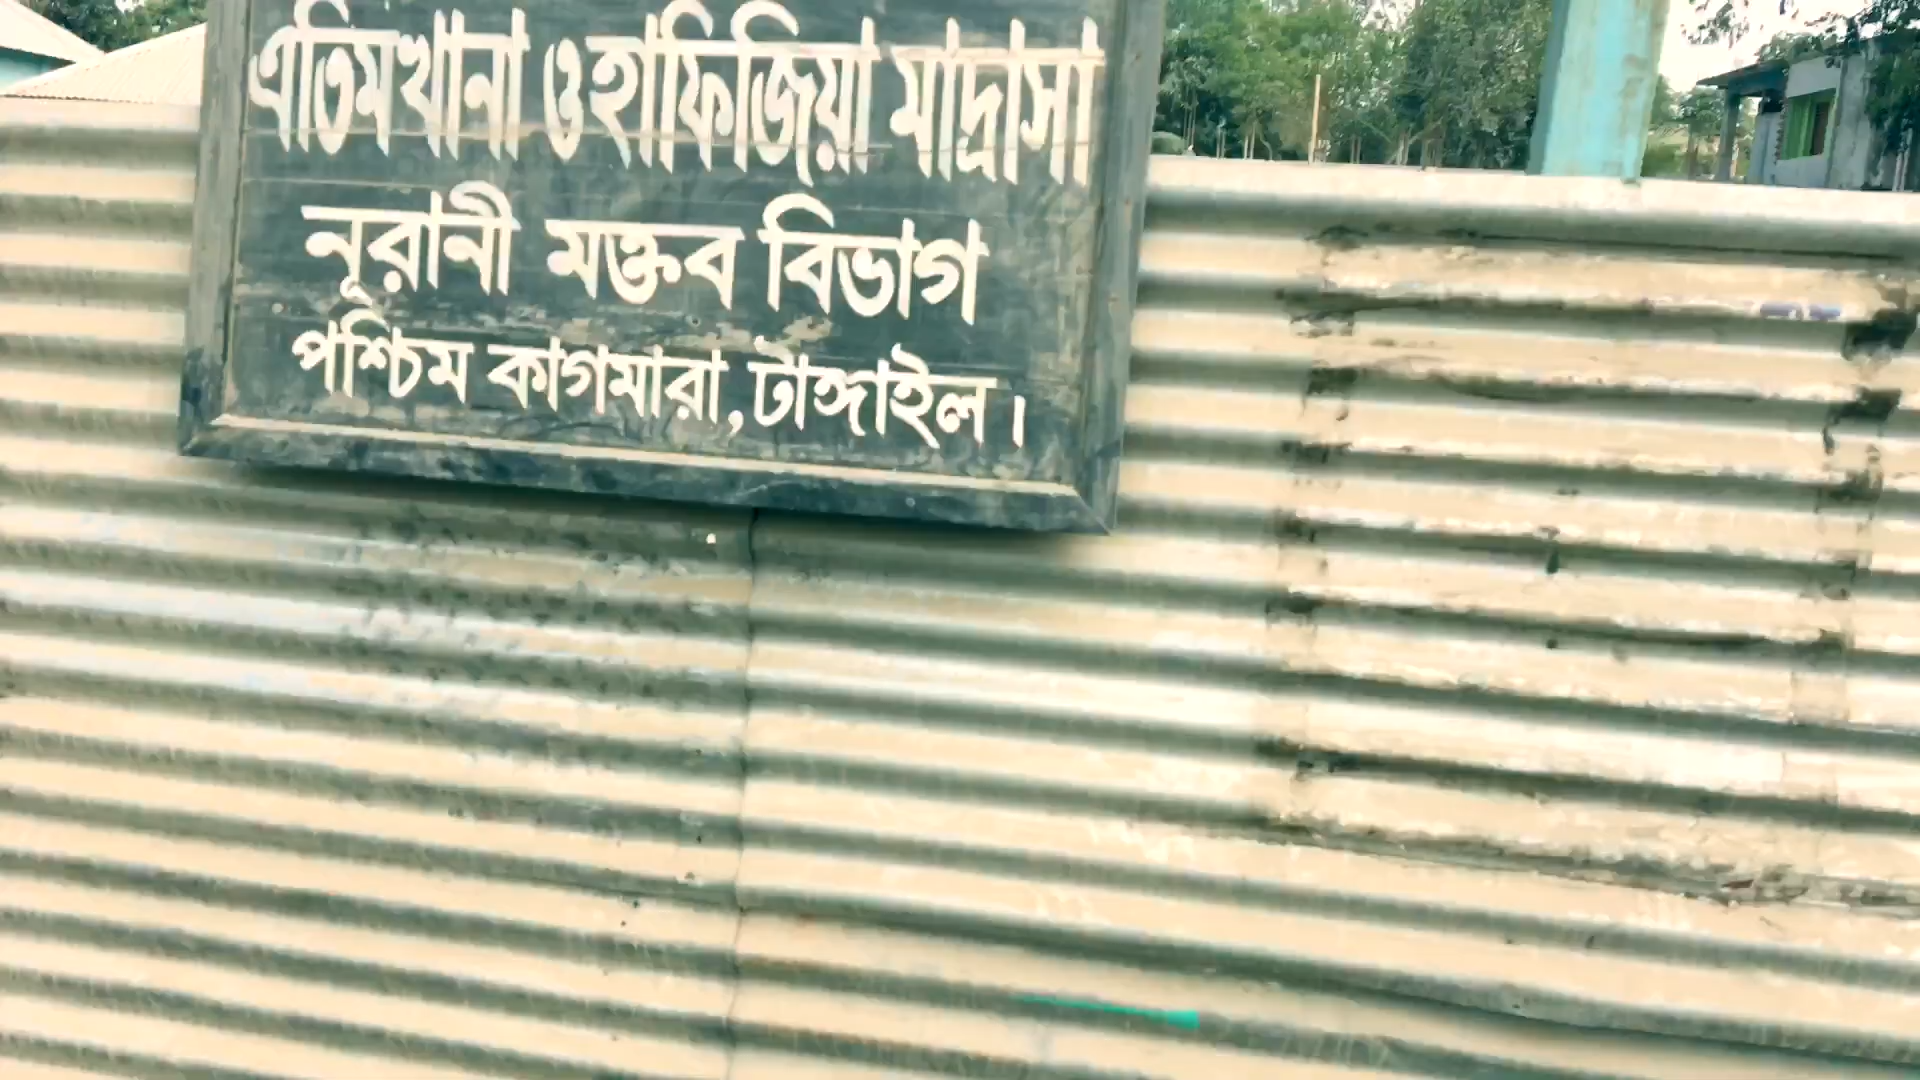 এতিমখানা ও হাফিজিয়া মাদ্রাসা
নূরানী মক্তব বিভাগ
পশ্চিম কাগমারা, টাঙ্গাইল।